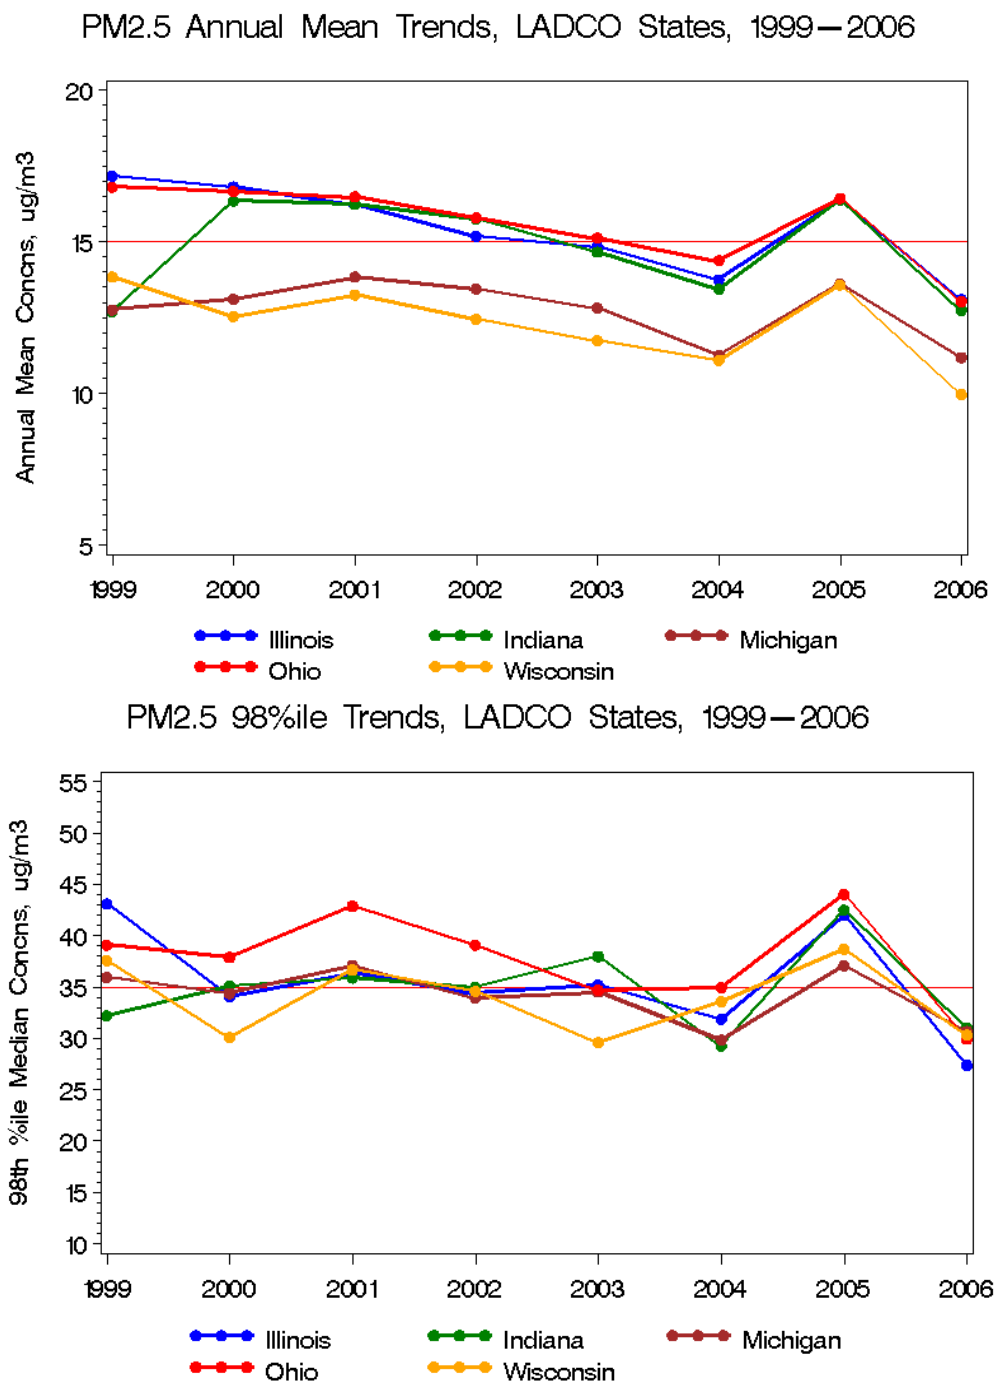 PM2.5 Annual Mean Trends, LADCO States, 1999—2006
20
15
10
5
Annual Mean Concns, ug/m3
1999 2000 2001 2002 2003 2004 2005 2006
Illinois Indiana Michigan
Ohio Wisconsin
PM2.5 98%ile Trends, LADCO States, 1999—2006
55
50
45
40
35
30
25
20
15
10
98th %ile Median Concns, ug/m3
1999 2000 2001 2002 2003 2004 2005 2006
Illinois Indiana Michigan
Ohio Wisconsin